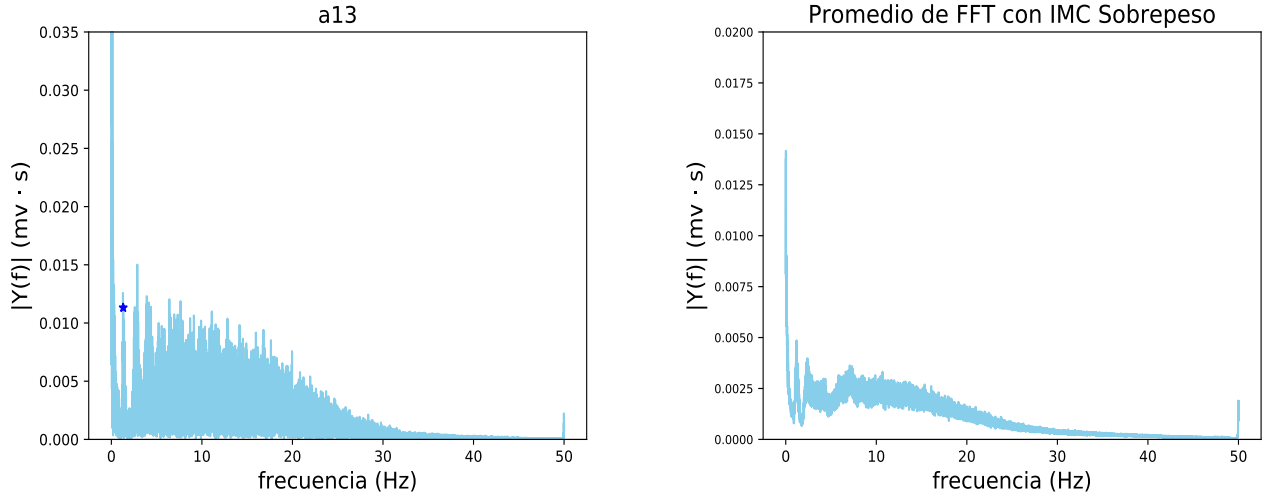 a13
|Y(f)| (mv · s)
0.035
0.030
0.025
0.020
0.015
0.010
0.005
0.000
0 10 20 30 40 50
frecuencia (Hz)
Promedio de FFT con IMC Sobrepeso
|Y(f)| (mv · s)
0.0200
0.0175
0.0150
0.0125
0.0100
0.0075
0.0050
0.0025
0.0000
0 10 20 30 40 50
frecuencia (Hz)